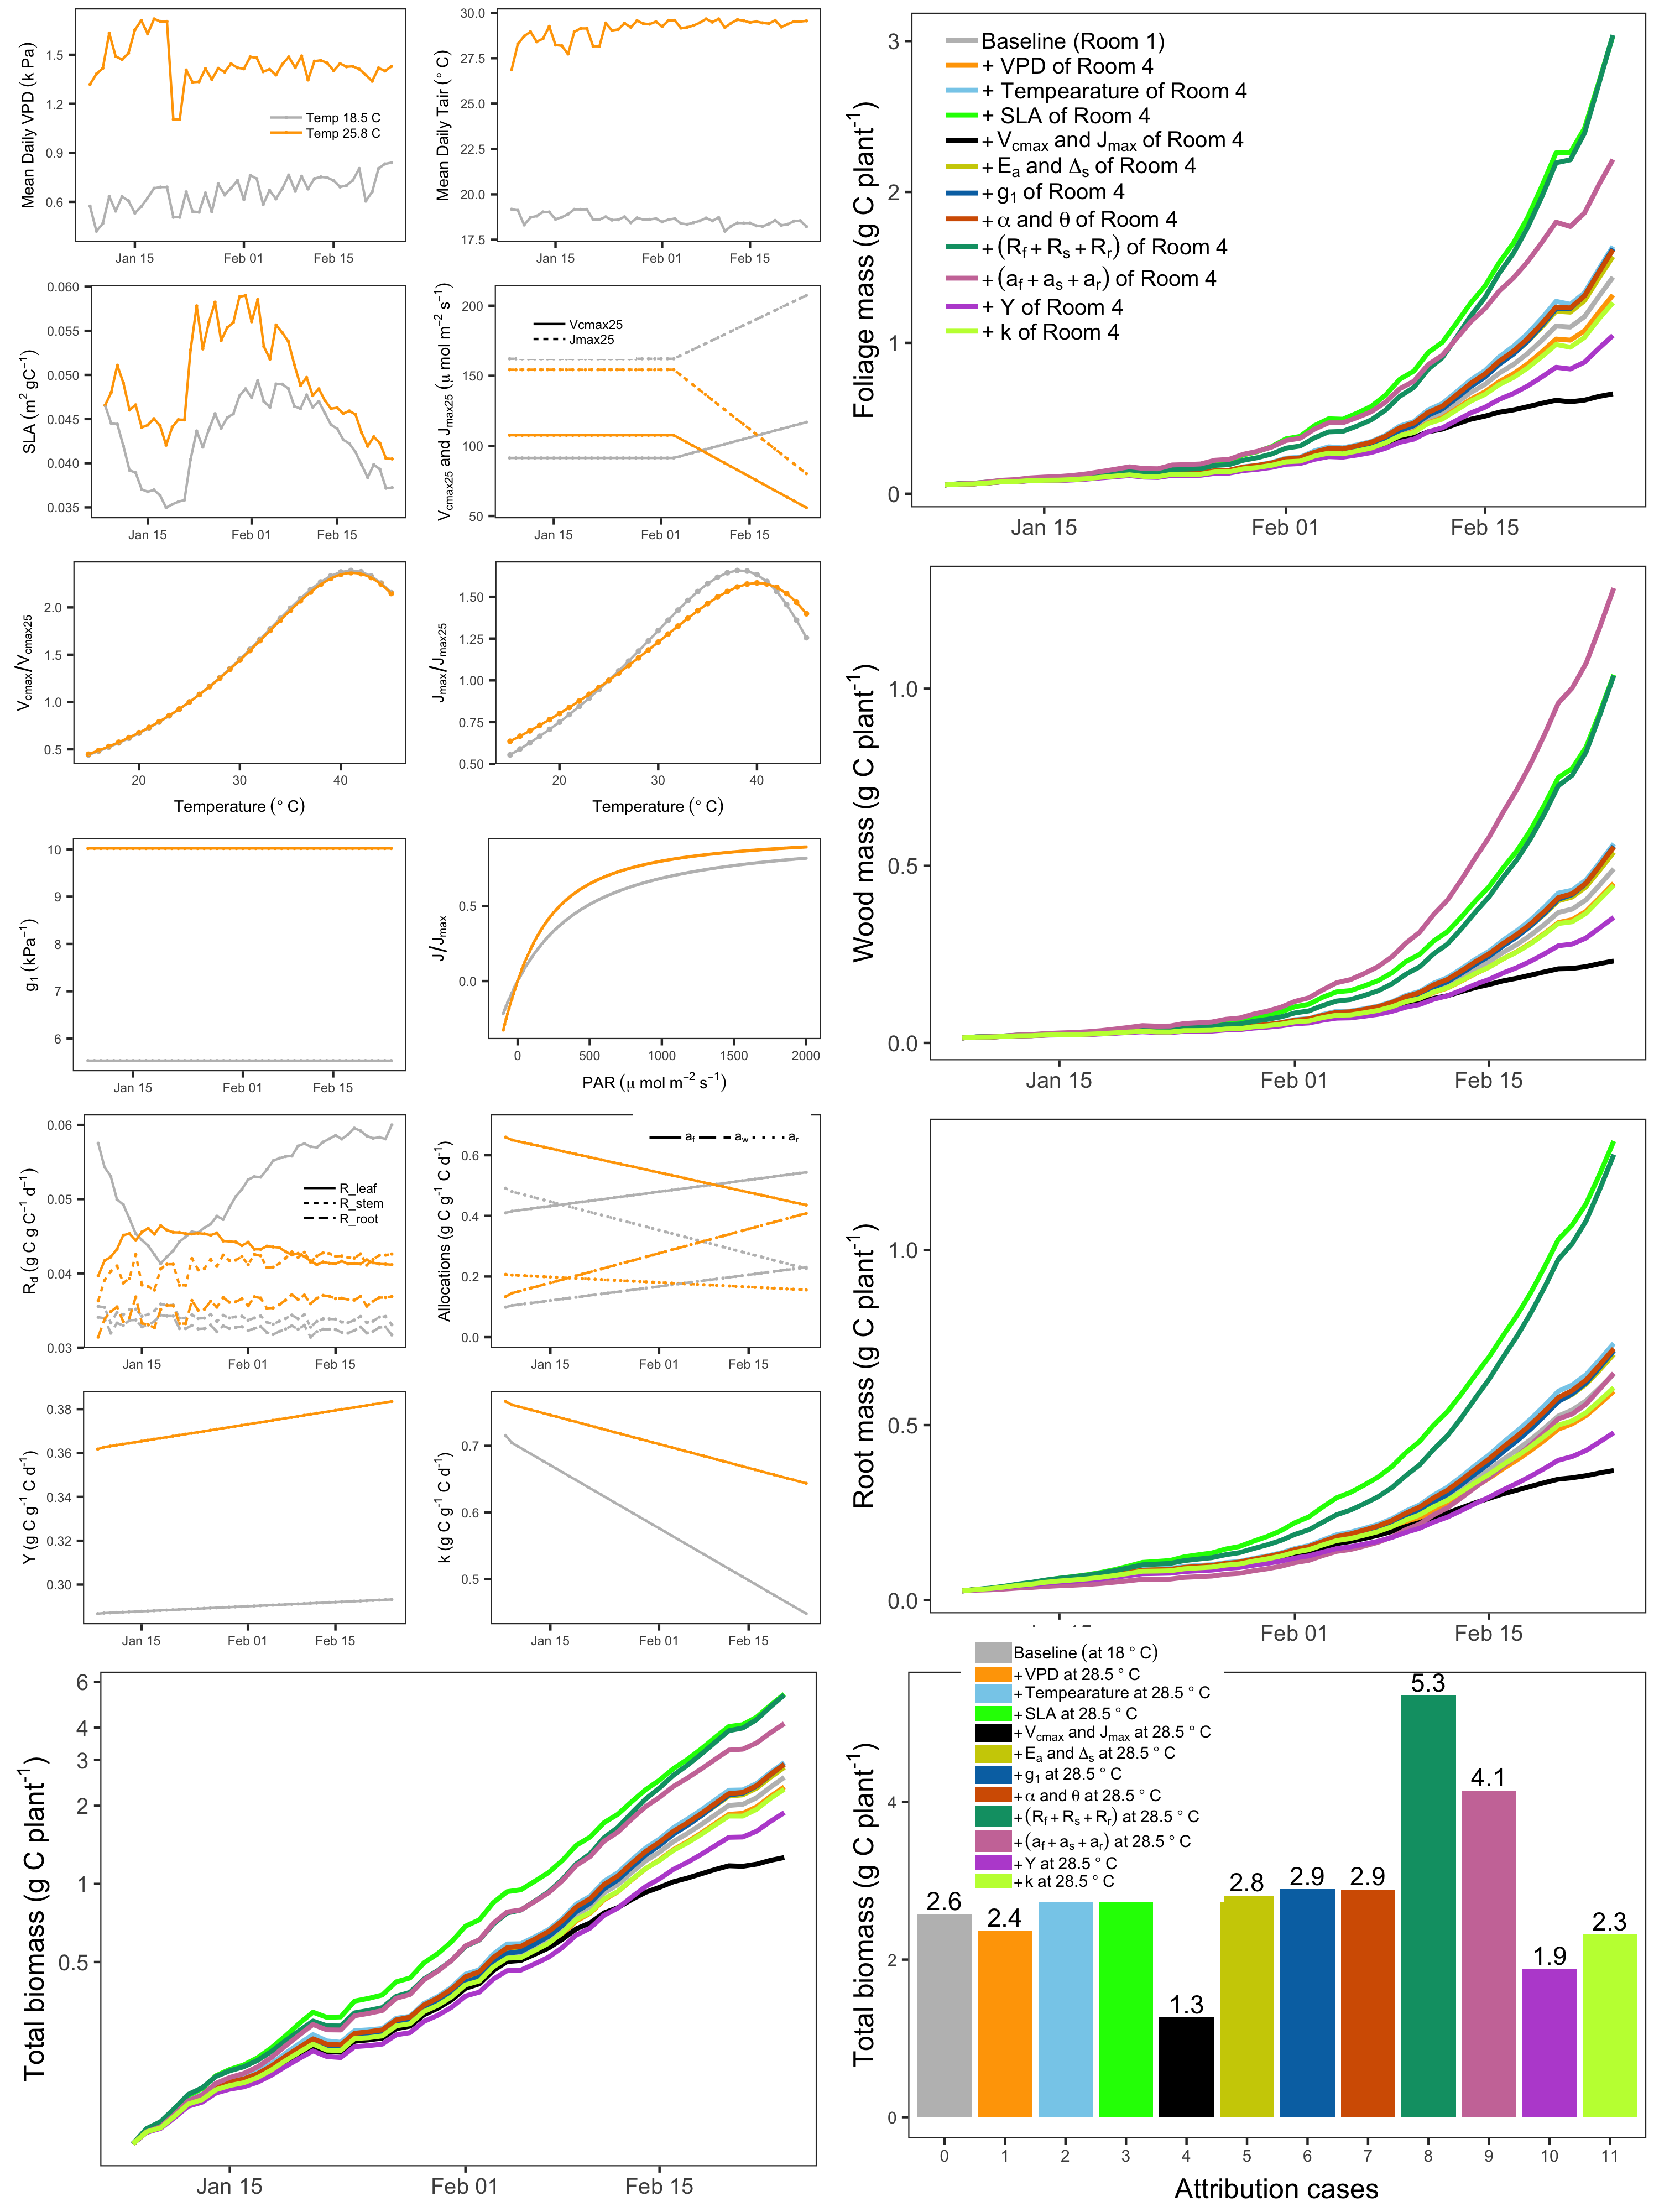 Mean Daily VPD (k Pa)
1.5
1.2
0.9
0.6
Temp 18.5 C
Temp 25.8 C
Jan 15 Feb 01 Feb 15
Mean Daily Tair (° C)
30.0
27.5
25.0
22.5
20.0
17.5
Jan 15 Feb 01 Feb 15
SLA (m² gC⁻¹)
0.060
0.055
0.050
0.045
0.040
0.035
Jan 15 Feb 01 Feb 15
Vcmax25 and Jmax25 (μ mol m⁻² s⁻¹)
200
150
100
50
Vcmax25
Jmax25
Jan 15 Feb 01 Feb 15
Vcmax/Vcmax25
2.0
1.5
1.0
0.5
20 30 40
Temperature (° C)
Jmax/Jmax25
1.50
1.25
1.00
0.75
0.50
20 30 40
Temperature (° C)
g1 (kPa⁻¹)
10
9
8
7
6
Jan 15 Feb 01 Feb 15
J/Jmax
0.5
0.0
0 500 1000 1500 2000
PAR (μ mol m⁻² s⁻¹)
Rd (g C g C⁻¹ d⁻¹)
0.06
0.05
0.04
0.03
R_leaf
R_stem
R_root
Jan 15 Feb 01 Feb 15
Allocations (g C g⁻¹ C d⁻¹)
0.6
0.4
0.2
0.0
af aw ar
Jan 15 Feb 01 Feb 15
Y (g C g⁻¹ C d⁻¹)
0.38
0.36
0.34
0.32
0.30
Jan 15 Feb 01 Feb 15
k (g C g⁻¹ C d⁻¹)
0.7
0.6
0.5
Jan 15 Feb 01 Feb 15
Foliage mass (g C plant⁻¹)
3
2
1
0
Baseline (Room 1)
+ VPD of Room 4
+ Tempearature of Room 4
+ SLA of Room 4
+ Vcmax and Jmax of Room 4
+ Ea and Δs of Room 4
+ g1 of Room 4
+ α and θ of Room 4
+ (Rf + Rs + Rr) of Room 4
+ (af + as + ar) of Room 4
+ Y of Room 4
+ k of Room 4
Jan 15 Feb 01 Feb 15
Wood mass (g C plant⁻¹)
1.0
0.5
0.0
Jan 15 Feb 01 Feb 15
Root mass (g C plant⁻¹)
1.0
0.5
0.0
Feb 01 Feb 15
Total biomass (g C plant⁻¹)
6
4
3
2
1
0.5
Jan 15 Feb 01 Feb 15
Total biomass (g C plant⁻¹)
4
2
0
Baseline (at 18 ° C)
+ VPD at 28.5 ° C
+ Tempearature at 28.5 ° C
+ SLA at 28.5 ° C
+ Vcmax and Jmax at 28.5 ° C
+ Ea and Δs at 28.5 ° C
+ g1 at 28.5 ° C
+ α and θ at 28.5 ° C
+ (Rf + Rs + Rr) at 28.5 ° C
+ (af + as + ar) at 28.5 ° C
+ Y at 28.5 ° C
+ k at 28.5 ° C
2.6 2.4 1.3 2.8 2.9 2.9 5.3 4.1 1.9 2.3
0 1 2 3 4 5 6 7 8 9 10 11
Attribution cases